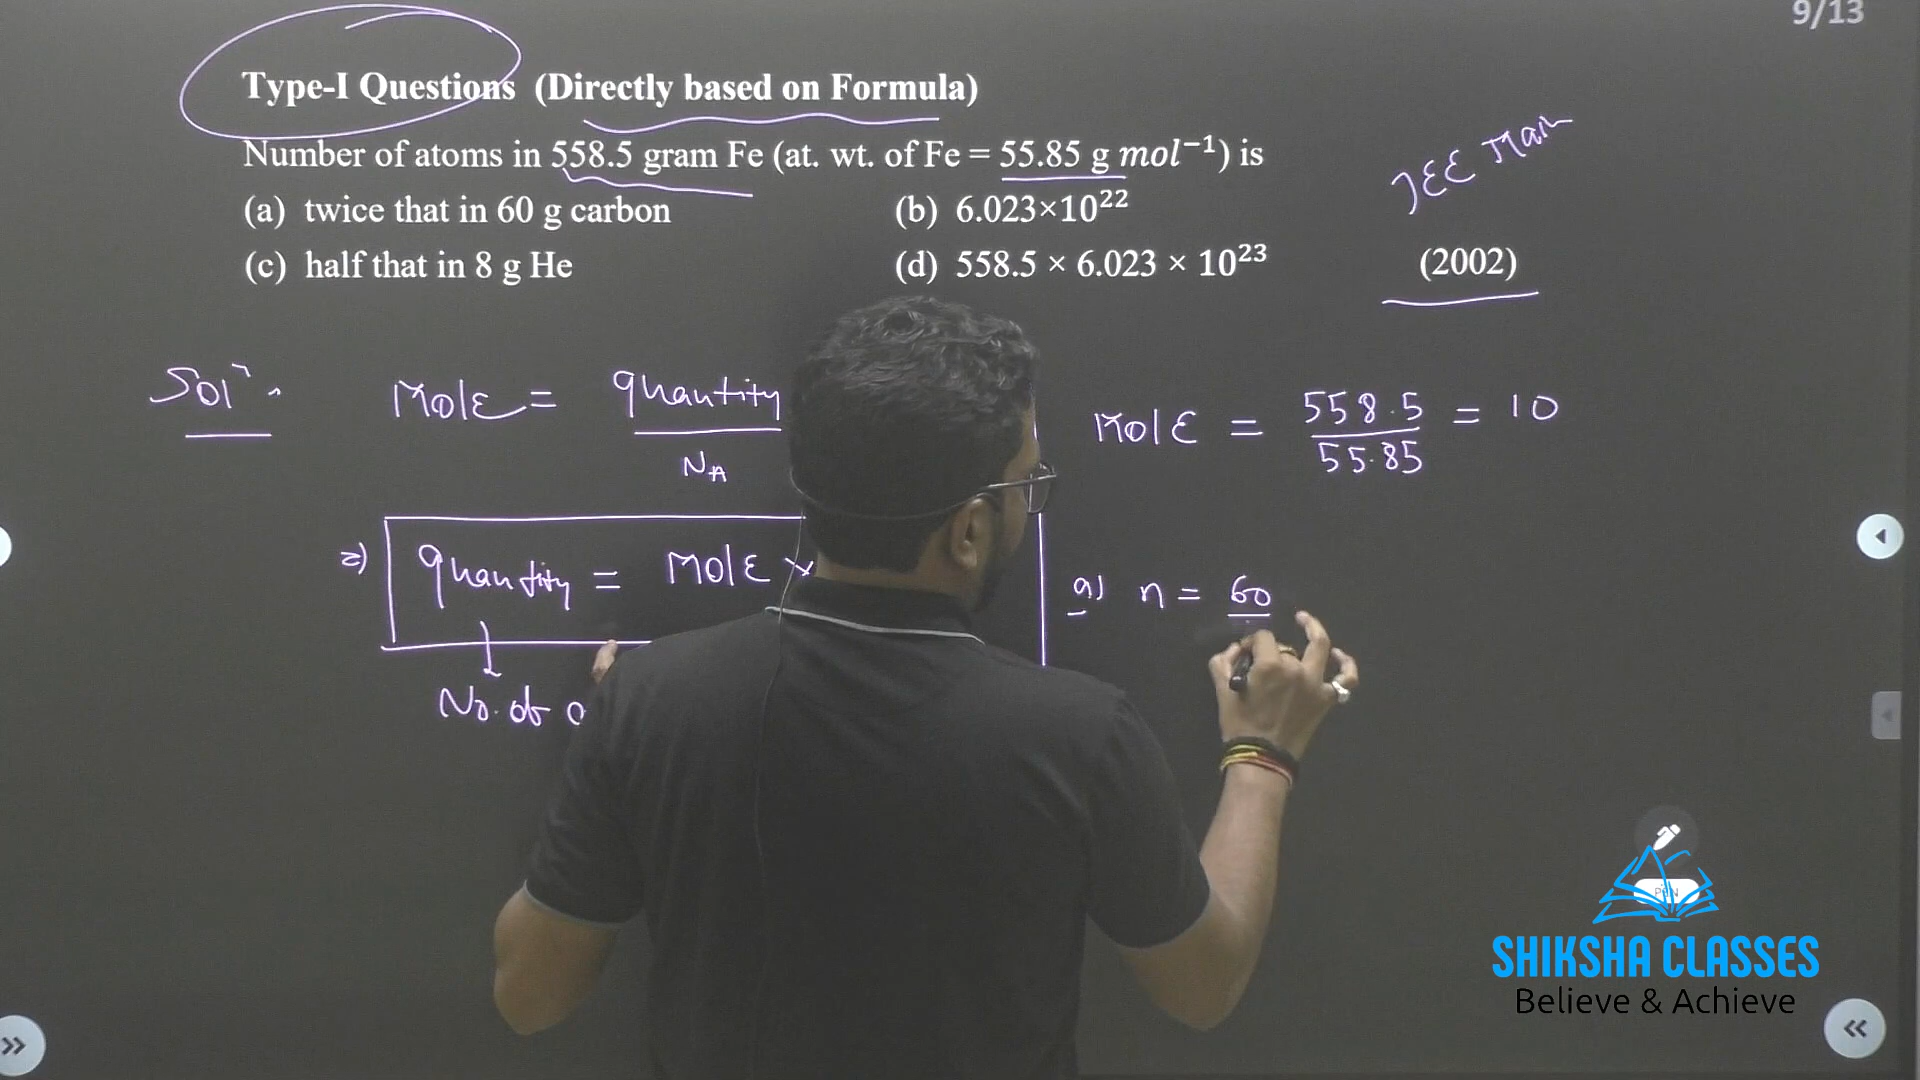 9/13
Type-I Questions (Directly based on Formula)
Number of atoms in 558.5 gram Fe (at. wt. of Fe = 55.85 g mol⁻¹) is
(a) twice that in 60 g carbon (b) 6.023×10²²
(c) half that in 8 g He (d) 558.5 × 6.023 × 10²³
JEE Main
(2002)
Solⁿ
Mole = quantity / N_A
Mole = 558.5 / 55.85 = 10
quantity = Mole ×
No. of
a) n = 60
SHIKSHA CLASSES
Believe & Achieve